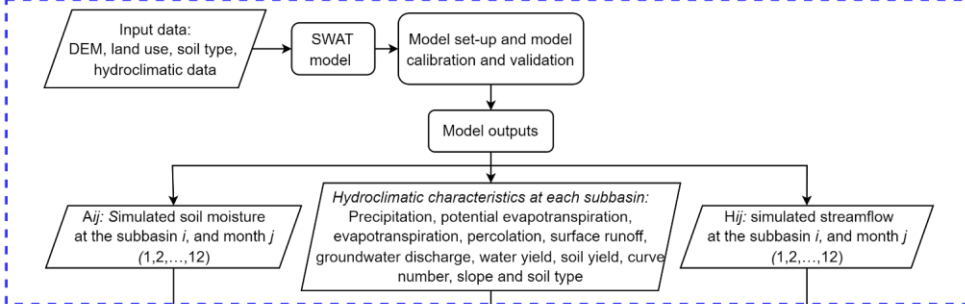 Input data:
DEM, land use, soil type,
hydroclimatic data
SWAT
model
Model set-up and model
calibration and validation
Model outputs
Aij: Simulated soil moisture
at the subbasin i, and month j
(1,2,…,12)
Hydroclimatic characteristics at each subbasin:
Precipitation, potential evapotranspiration,
evapotranspiration, percolation, surface runoff,
groundwater discharge, water yield, soil yield, curve
number, slope and soil type
Hij: simulated streamflow
at the subbasin i, and month j
(1,2,…,12)